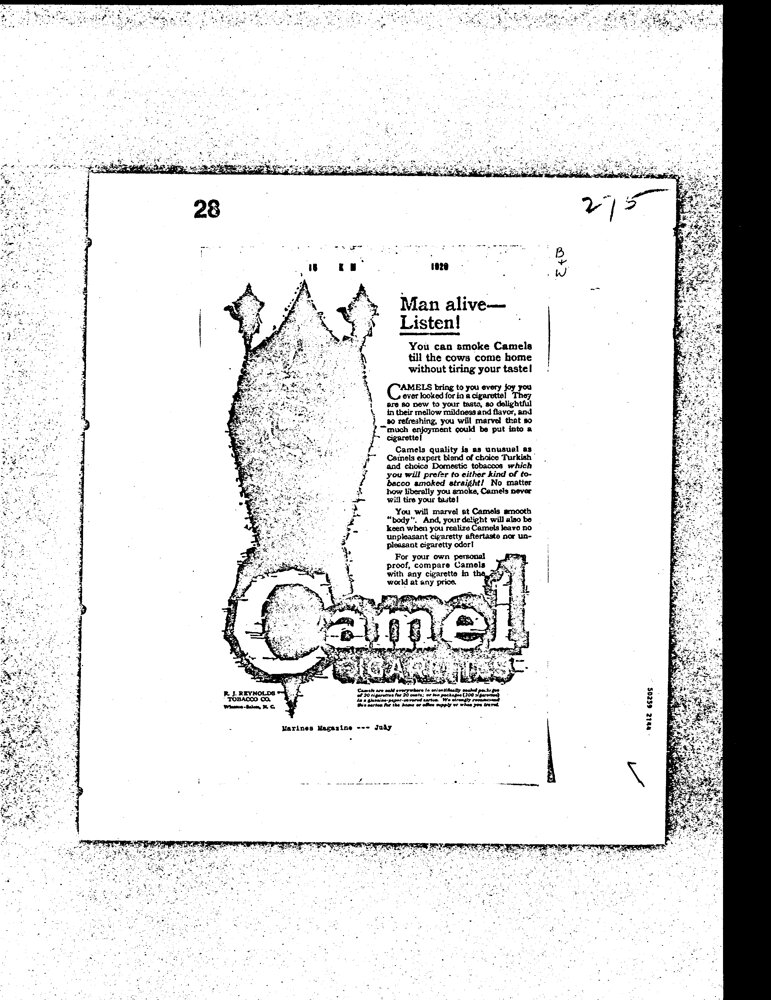 28
2-15
B+W
18 K M 1920
Man alive—
Listen!
You can smoke Camels
till the cows come home
without tiring your taste!
CAMELS bring to you every joy you
ever looked for in a cigarette! They
are so new to your taste, so delightful
in their mellow mildness and flavor, and
so refreshing, you will marvel that so
much enjoyment could be put into a
cigarette!
Camels quality is as unusual as
Camels expert blend of choice Turkish
and choice Domestic tobaccos which
you will prefer to either kind of to-
bacco smoked straight! No matter
how liberally you smoke, Camels never
will tire your taste!
You will marvel at Camels smooth
"body". And, your delight will also be
keen when you realize Camels leave no
unpleasant cigaretty aftertaste nor un-
pleasant cigaretty odor!
For your own personal
proof, compare Camels
with any cigarette in the
world at any price.
Camel
CIGARETTES
R. J. REYNOLDS
TOBACCO CO.
Winston-Salem, N. C.
Camels are sold everywhere in scientifically sealed packages
of 20 cigarettes for 20 cents; or ten packages (200 cigarettes)
in a glassine-paper-covered carton. We strongly recommend
this carton for the home or office supply or when you travel.
Marines Magazine --- July
50259 2144